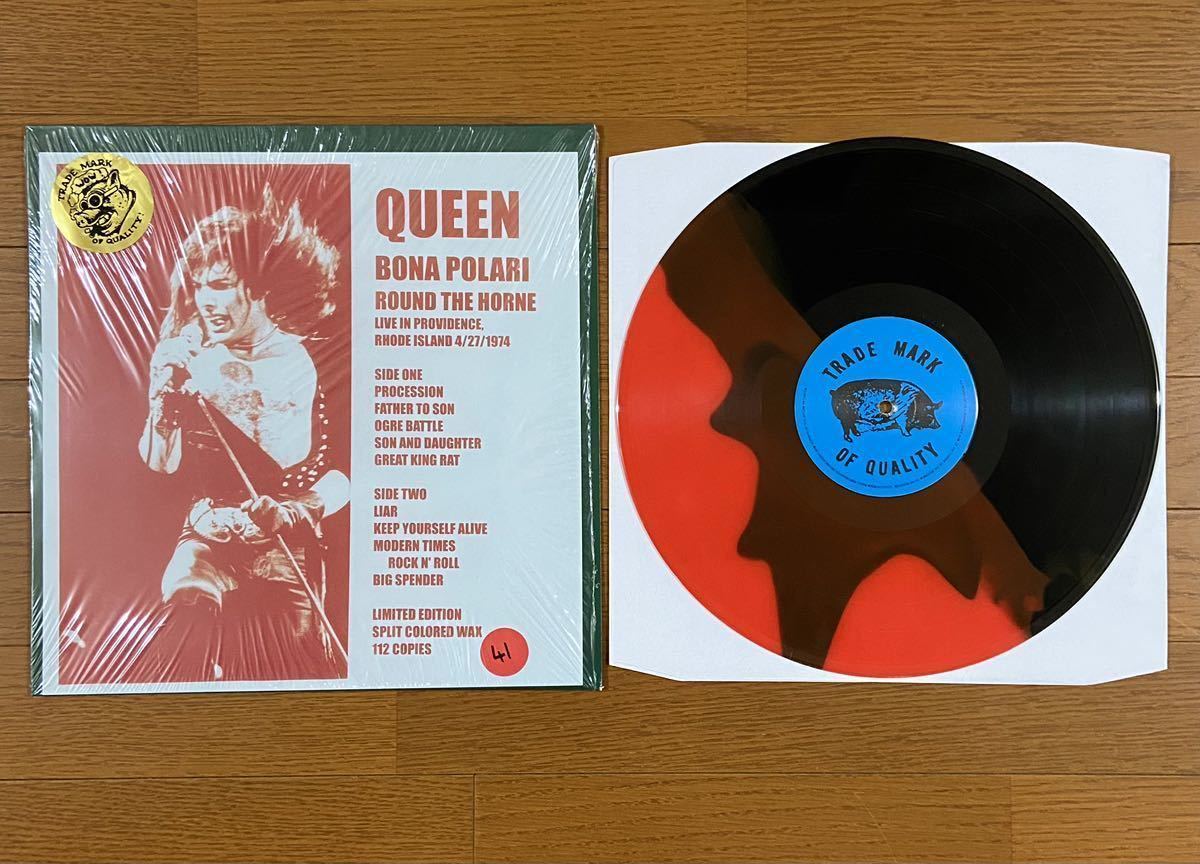 TRADE MARK
WOW
OF QUALITY!
QUEEN
BONA POLARI
ROUND THE HORNE
LIVE IN PROVIDENCE,
RHODE ISLAND 4/27/1974
SIDE ONE
PROCESSION
FATHER TO SON
OGRE BATTLE
SON AND DAUGHTER
GREAT KING RAT
SIDE TWO
LIAR
KEEP YOURSELF ALIVE
MODERN TIMES
ROCK N' ROLL
BIG SPENDER
LIMITED EDITION
SPLIT COLORED WAX
112 COPIES
41
TRADE MARK
OF QUALITY